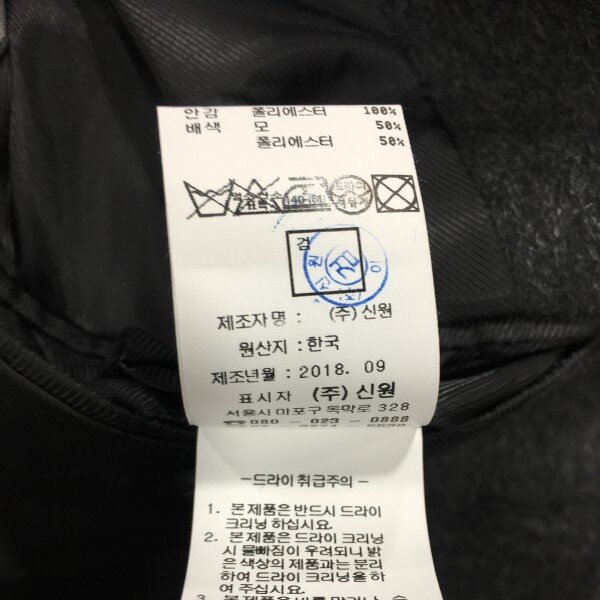 안감 폴리에스터 100%
배색 모 50%
폴리에스터 50%
검
제조자명 : (주)신원
원산지 : 한국
제조년월 : 2018. 09
표시자 (주)신원
서울시 마포구 독막로 328
☎080 - 023 - 0888
-드라이 취급주의 -
1. 본제품은 반드시 드라이
크리닝 하십시요.
2. 본제품은 드라이 크리닝
시 물빠짐이 우려되니 밝
은 색상의 제품과는 분리
하여 드라이 크리닝을 하
여 주십시요.